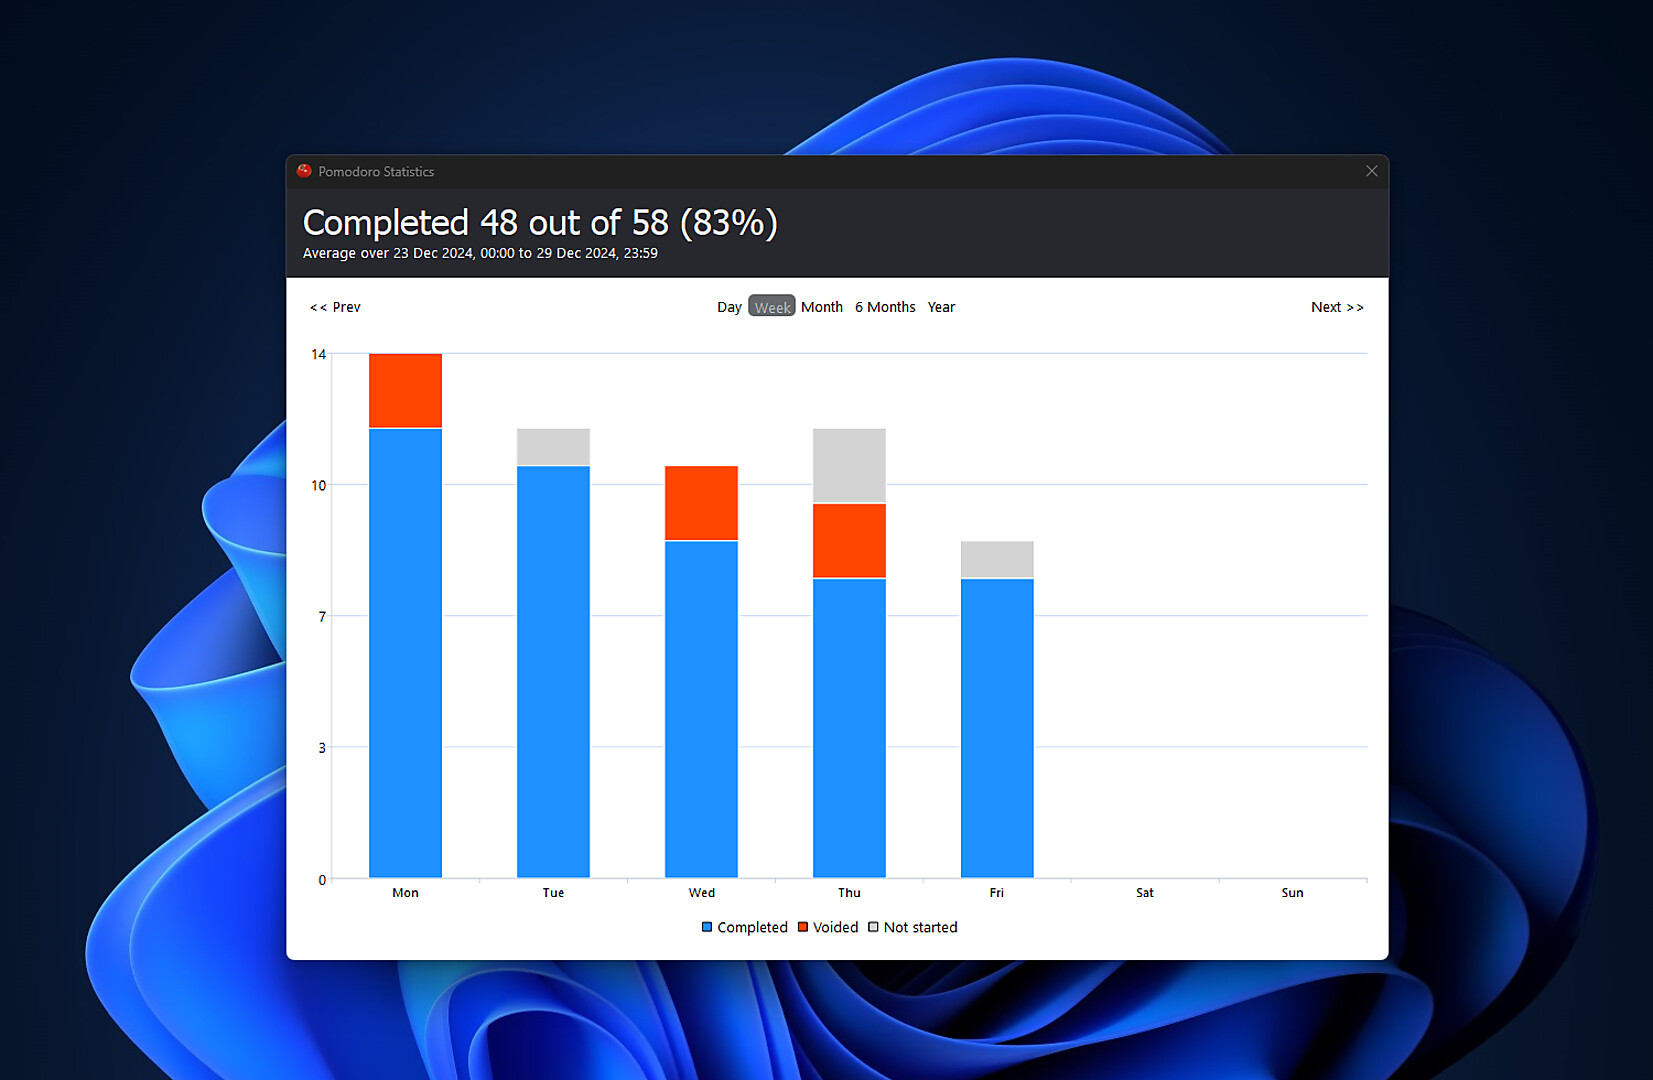 Pomodoro Statistics
Completed 48 out of 58 (83%)
Average over 23 Dec 2024, 00:00 to 29 Dec 2024, 23:59
<< Prev Day Week Month 6 Months Year Next >>
14
10
7
3
0
Mon Tue Wed Thu Fri Sat Sun
Completed Voided Not started